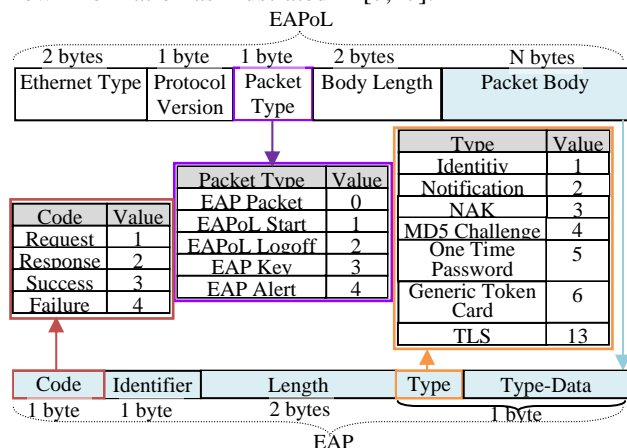 EAPoL
2 bytes 1 byte 1 byte 2 bytes N bytes
Ethernet Type Protocol Version Packet Type Body Length Packet Body
Type Value
Identitiy 1
Notification 2
NAK 3
MD5 Challenge 4
One Time Password 5
Generic Token Card 6
TLS 13
Packet Type Value
EAP Packet 0
EAPoL Start 1
EAPoL Logoff 2
EAP Key 3
EAP Alert 4
Code Value
Request 1
Response 2
Success 3
Failure 4
Code Identifier Length Type Type-Data
1 byte 1 byte 2 bytes 1 byte
EAP